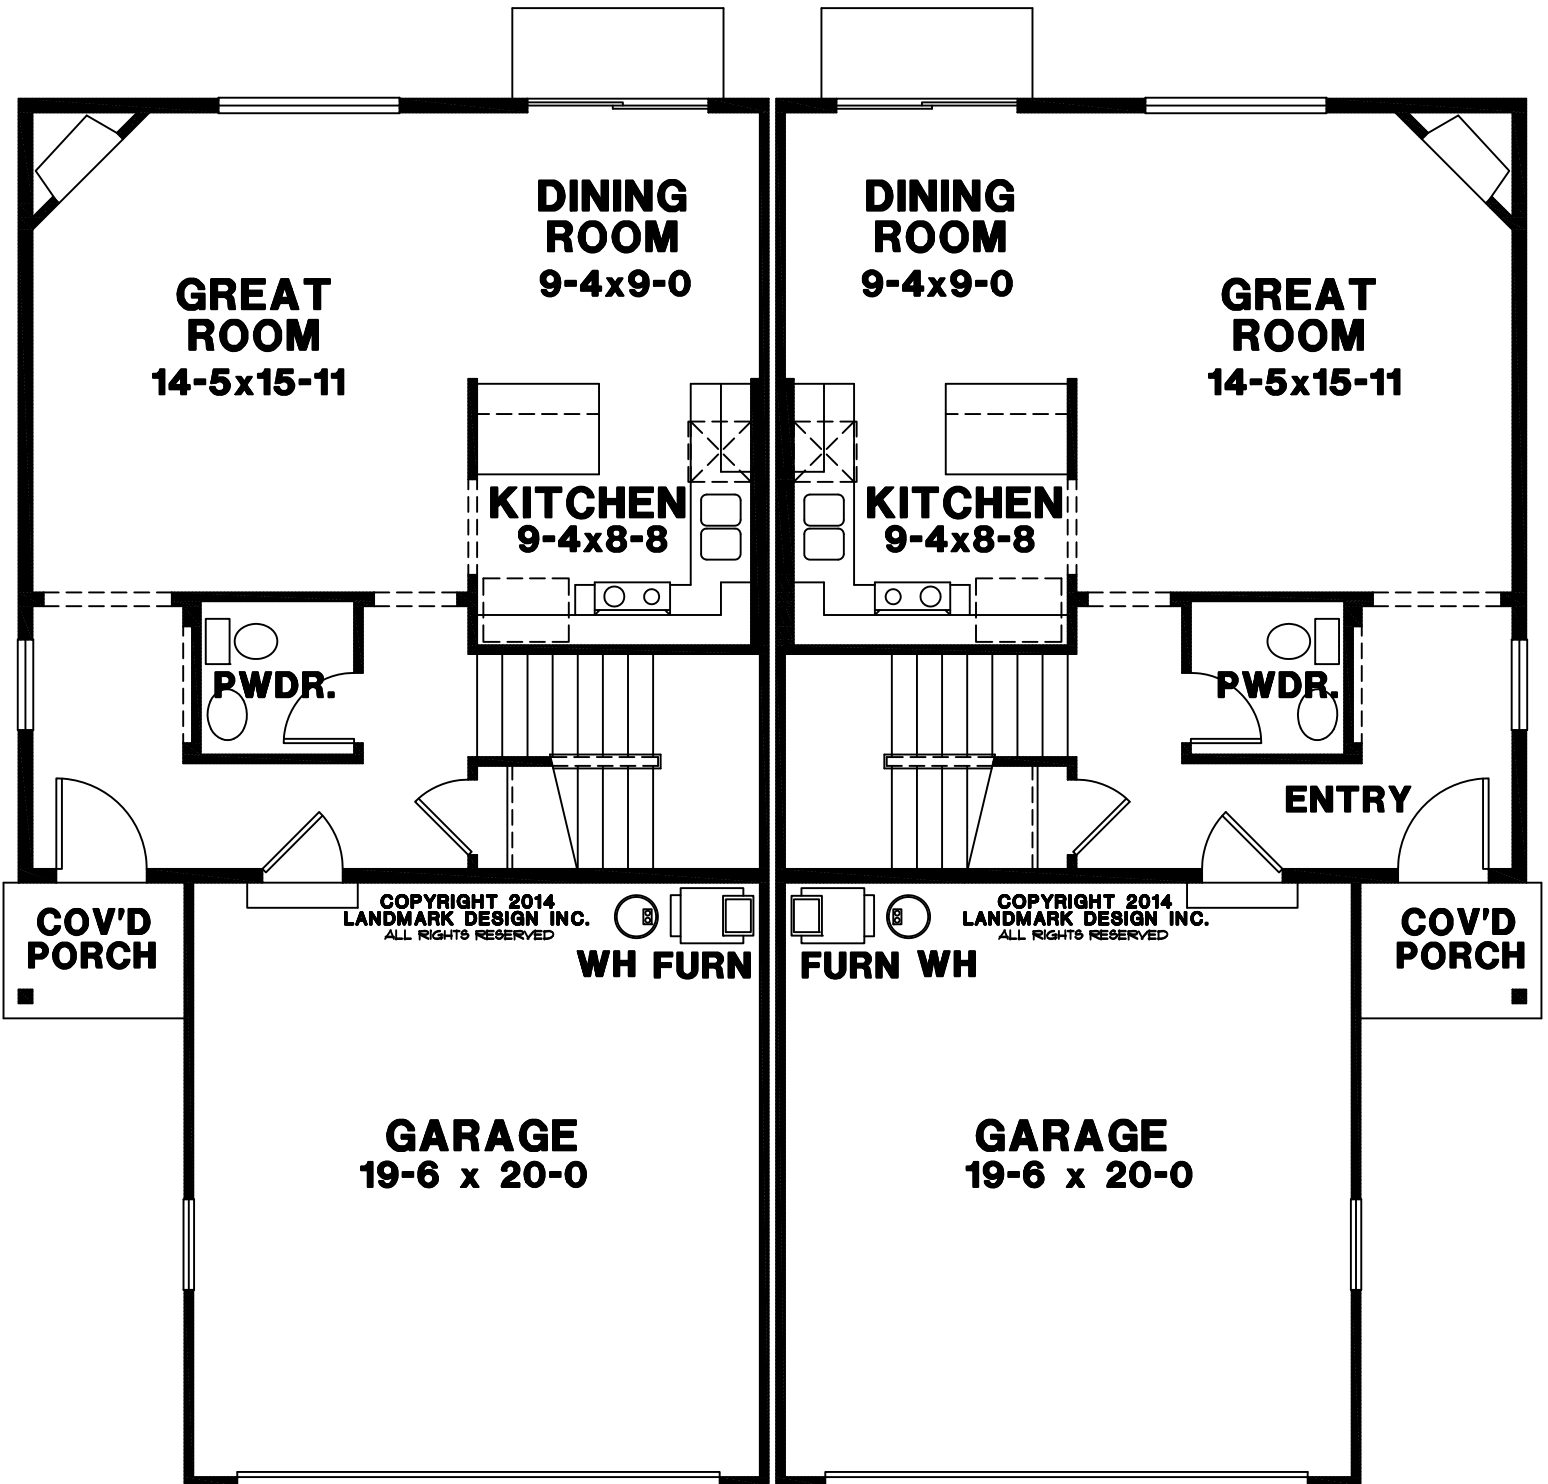 DINING
ROOM
9-4x9-0
GREAT
ROOM
14-5x15-11
KITCHEN
9-4x8-8
PWDR.
COV'D
PORCH
COPYRIGHT 2014
LANDMARK DESIGN INC.
ALL RIGHTS RESERVED
WH FURN
GARAGE
19-6 x 20-0
DINING
ROOM
9-4x9-0
GREAT
ROOM
14-5x15-11
KITCHEN
9-4x8-8
PWDR.
ENTRY
COPYRIGHT 2014
LANDMARK DESIGN INC.
ALL RIGHTS RESERVED
FURN WH
COV'D
PORCH
GARAGE
19-6 x 20-0